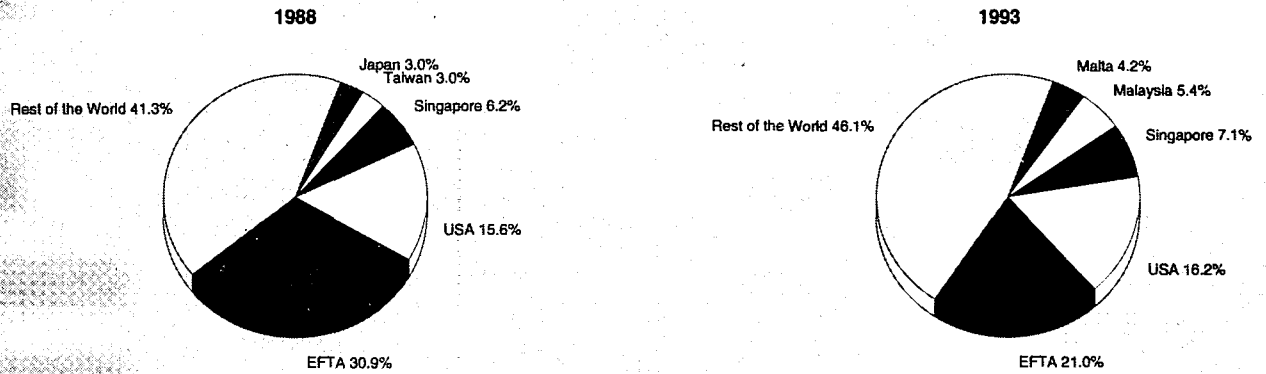 1988
Japan 3.0%
Taiwan 3.0%
Singapore 6.2%
Rest of the World 41.3%
USA 15.6%
EFTA 30.9%
1993
Malta 4.2%
Malaysia 5.4%
Singapore 7.1%
Rest of the World 46.1%
USA 16.2%
EFTA 21.0%